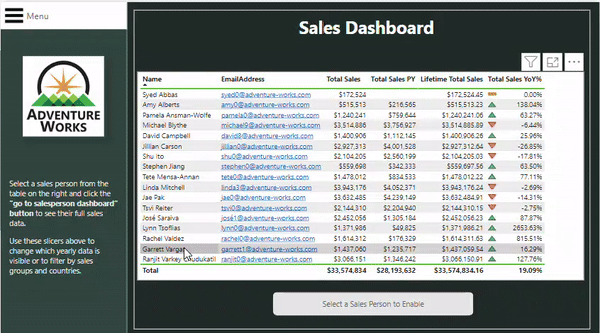 Menu
Sales Dashboard
ADVENTURE
WORKS
Select a sales person from the
table on the right and click the
"go to salesperson dashboard"
button to see their full sales
data.
Use these slicers above to
change which yearly data is
visible or to filter by sales
groups and countries.
Name EmailAddress Total Sales Total Sales PY Lifetime Total Sales Total Sales YoY%
Syed Abbas syed0@adventure-works.com $172,524 $172,524.45 0.00%
Amy Alberts amy0@adventure-works.com $515,513 $216,565 $515,513.23 138.04%
Pamela Ansman-Wolfe pamela0@adventure-works.com $1,240,241 $759,644 $1,240,241.06 63.27%
Michael Blythe michael9@adventure-works.com $3,514,886 $3,756,927 $3,514,885.89 -6.44%
David Campbell david8@adventure-works.com $1,400,906 $1,112,145 $1,400,906.26 25.96%
Jillian Carson jillian0@adventure-works.com $2,927,313 $4,001,528 $2,927,312.64 -26.85%
Shu Ito shu0@adventure-works.com $2,104,205 $2,560,199 $2,104,205.03 -17.81%
Stephen Jiang stephen0@adventure-works.com $559,698 $342,333 $559,697.56 63.50%
Tete Mensa-Annan tete0@adventure-works.com $1,478,012 $834,533 $1,478,012.22 77.11%
Linda Mitchell linda3@adventure-works.com $3,943,176 $4,052,371 $3,943,176.24 -2.69%
Jae Pak jae0@adventure-works.com $3,632,485 $4,239,149 $3,632,484.91 -14.31%
Tsvi Reiter tsvi0@adventure-works.com $2,144,310 $2,204,940 $2,144,310.15 -2.75%
José Saraiva josé1@adventure-works.com $2,452,056 $1,305,184 $2,452,056.23 87.87%
Lynn Tsoflias lynn0@adventure-works.com $1,371,986 $49,825 $1,371,986.21 2653.63%
Rachel Valdez rachel0@adventure-works.com $1,614,312 $176,329 $1,614,311.63 815.51%
Garrett Vargas garrett1@adventure-works.com $1,437,060 $1,235,717 $1,437,059.54 16.29%
Ranjit Varkey Chudukatil ranjit0@adventure-works.com $3,066,151 $1,346,242 $3,066,150.91 127.76%
Total $33,574,834 $28,193,632 $33,574,834.16 19.09%
Select a Sales Person to Enable